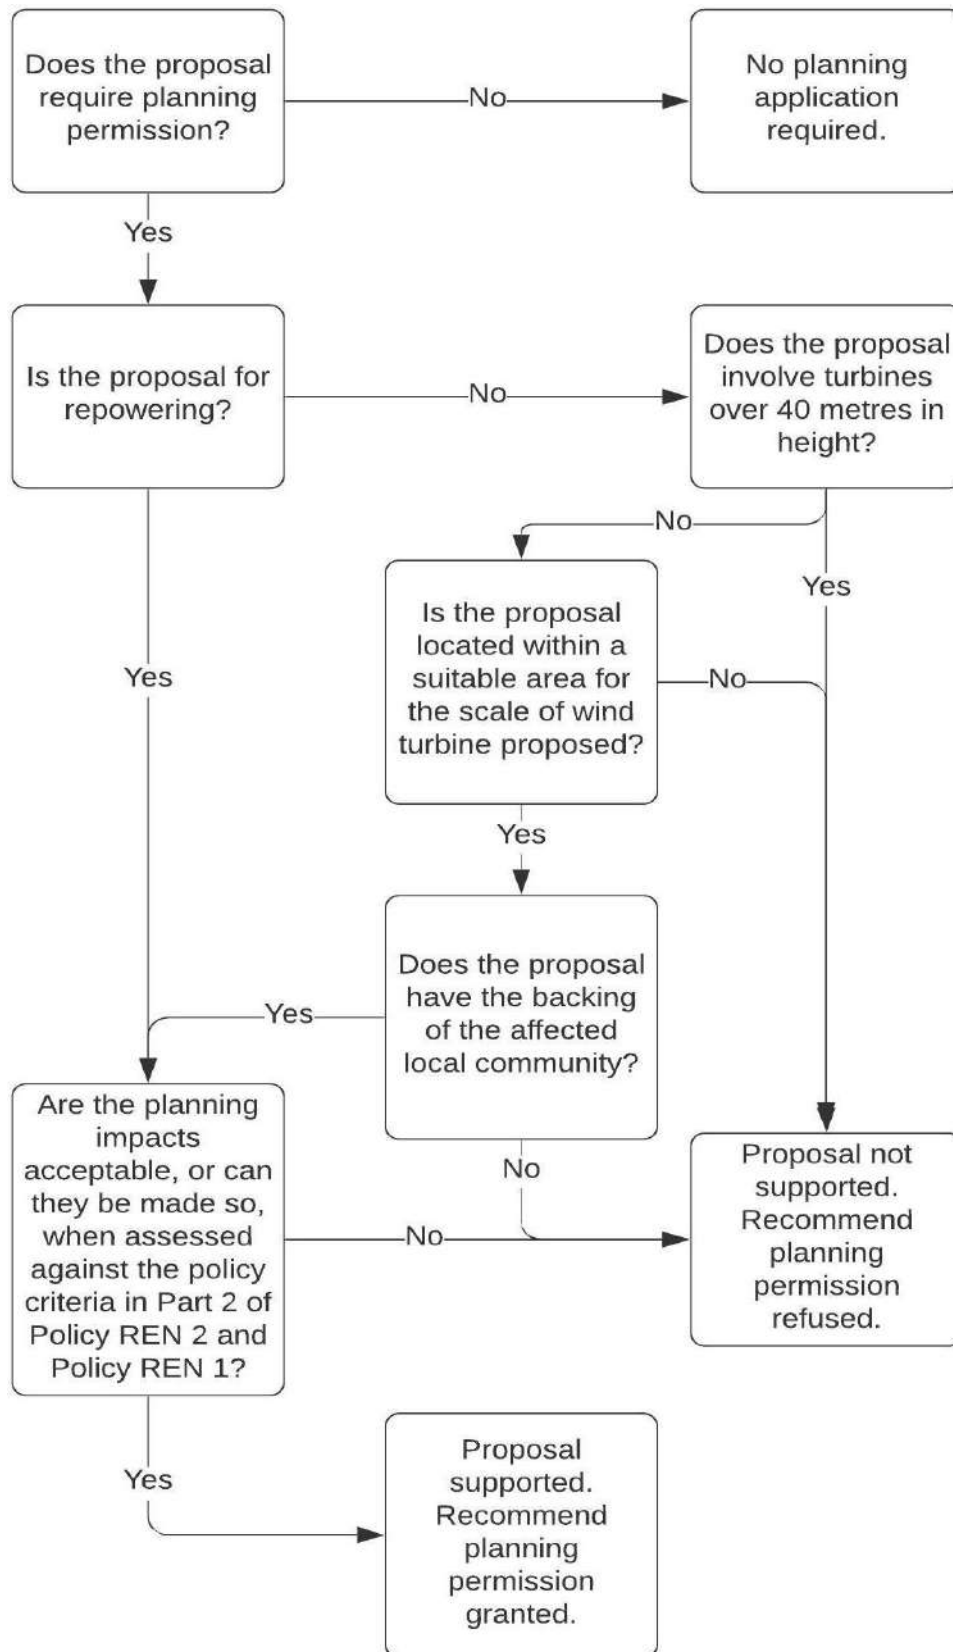 Does the proposal
require planning
permission?
No
No planning
application
required.
Yes
Is the proposal for
repowering?
No
Does the proposal
involve turbines
over 40 metres in
height?
No
Yes
Is the proposal
located within a
suitable area for
the scale of wind
turbine proposed?
No
Yes
Yes
Does the proposal
have the backing
of the affected
local community?
Yes
No
Are the planning
impacts
acceptable, or can
they be made so,
when assessed
against the policy
criteria in Part 2 of
Policy REN 2 and
Policy REN 1?
No
Proposal not
supported.
Recommend
planning
permission
refused.
Yes
Proposal
supported.
Recommend
planning
permission
granted.